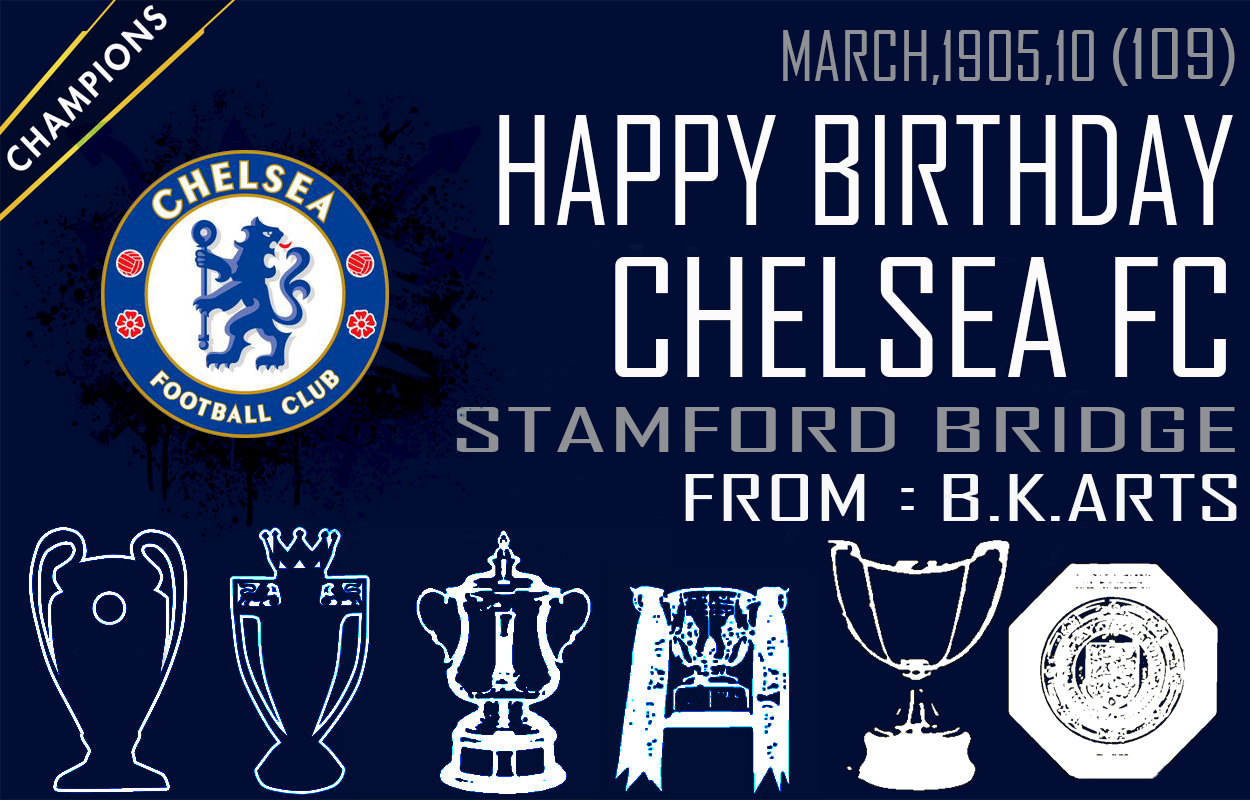 CHAMPIONS
MARCH,1905,10 (109)
HAPPY BIRTHDAY
CHELSEA FC
STAMFORD BRIDGE
FROM : B.K.ARTS
CHELSEA
FOOTBALL CLUB